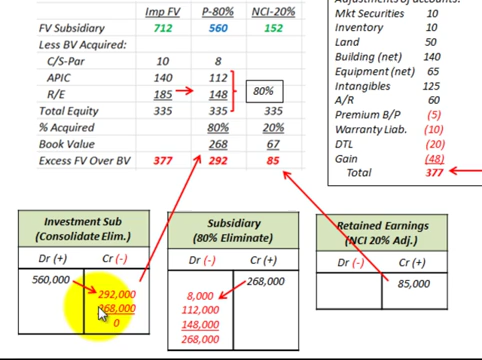 Imp FV P-80% NCI-20%
FV Subsidiary 712 560 152
Less BV Acquired:
C/S-Par 10 8
APIC 140 112
R/E 185 148 80%
Total Equity 335 335 335
% Acquired 80% 20%
Book Value 268 67
Excess FV Over BV 377 292 85
Adjustments of accounts:
Mkt Securities 10
Inventory 10
Land 50
Building (net) 140
Equipment (net) 65
Intangibles 125
A/R 60
Premium B/P (5)
Warranty Liab. (10)
DTL (20)
Gain (48)
Total 377
Investment Sub
(Consolidate Elim.)
Dr (+) Cr (-)
560,000
292,000
268,000
0
Subsidiary
(80% Eliminate)
Dr (-) Cr (+)
268,000
8,000
112,000
148,000
268,000
Retained Earnings
(NCI 20% Adj.)
Dr (-) Cr (+)
85,000